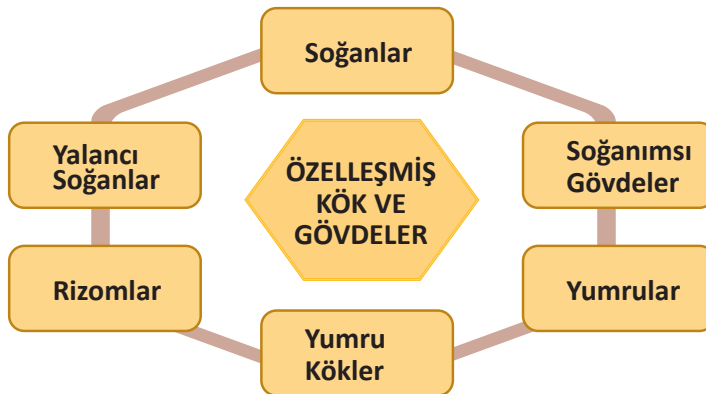 Soğanlar
Yalancı
Soğanlar
ÖZELLEŞMİŞ
KÖK VE
GÖVDELER
Soğanımsı
Gövdeler
Rizomlar
Yumrular
Yumru
Kökler